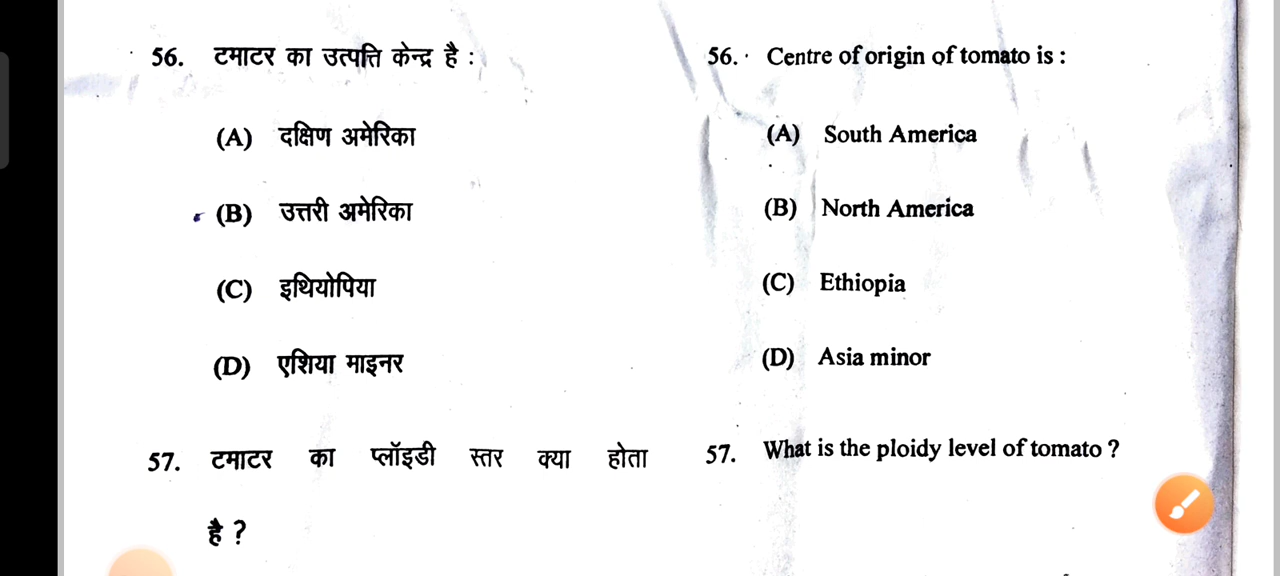 56. टमाटर का उत्पत्ति केन्द्र है :
(A) दक्षिण अमेरिका
(B) उत्तरी अमेरिका
(C) इथियोपिया
(D) एशिया माइनर
57. टमाटर का प्लॉइडी स्तर क्या होता
है ?
56. Centre of origin of tomato is :
(A) South America
(B) North America
(C) Ethiopia
(D) Asia minor
57. What is the ploidy level of tomato ?